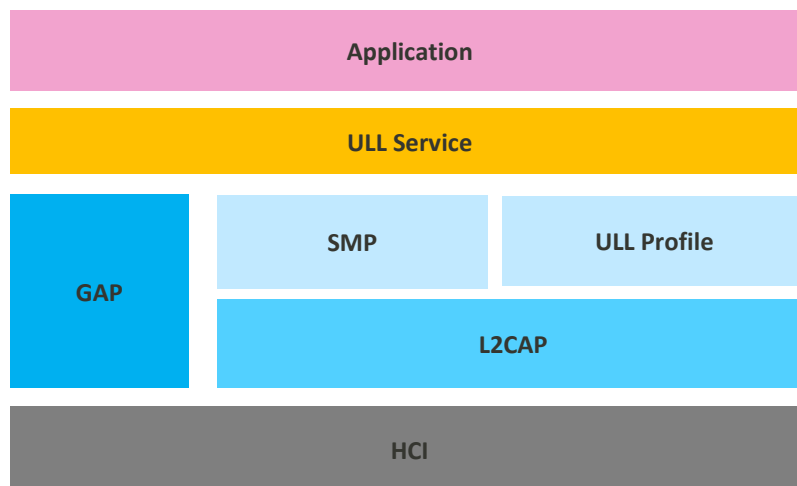 Application
ULL Service
SMP
ULL Profile
GAP
L2CAP
HCI